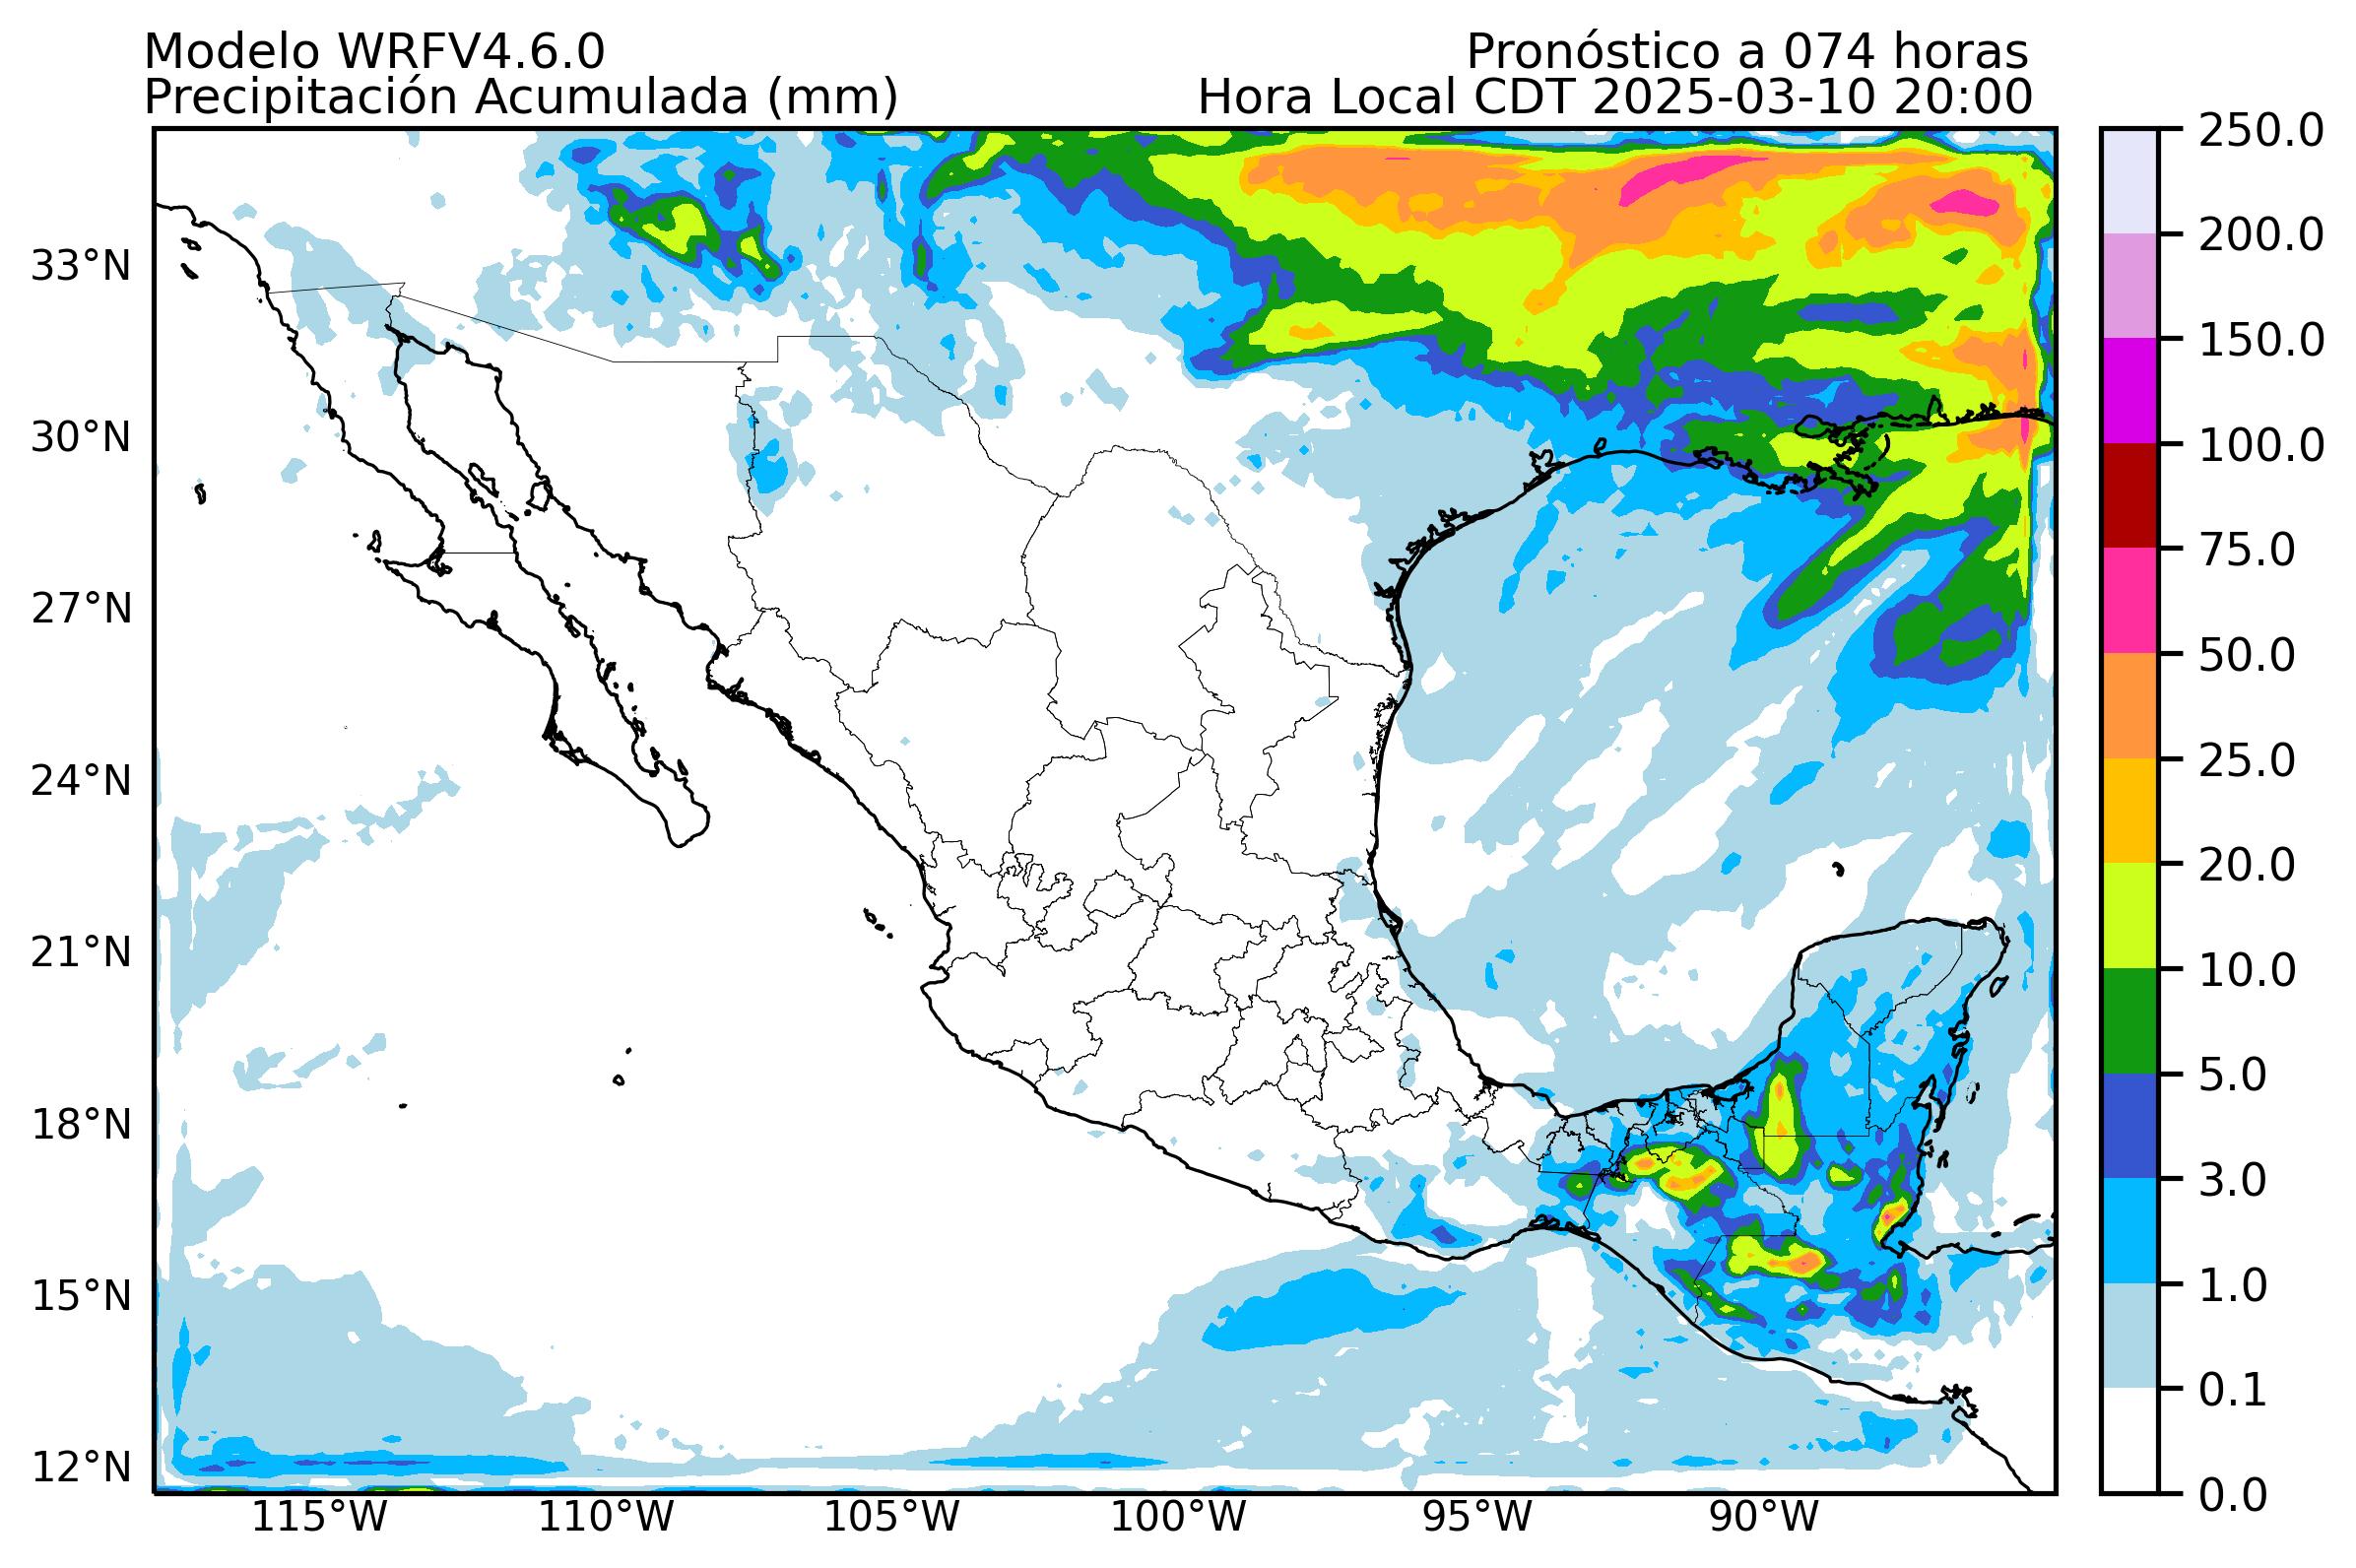 Modelo WRFV4.6.0
Pronóstico a 074 horas
Precipitación Acumulada (mm)
Hora Local CDT 2025-03-10 20:00
33°N
30°N
27°N
24°N
21°N
18°N
15°N
12°N
115°W
110°W
105°W
100°W
95°W
90°W
250.0
200.0
150.0
100.0
75.0
50.0
25.0
20.0
10.0
5.0
3.0
1.0
0.1
0.0